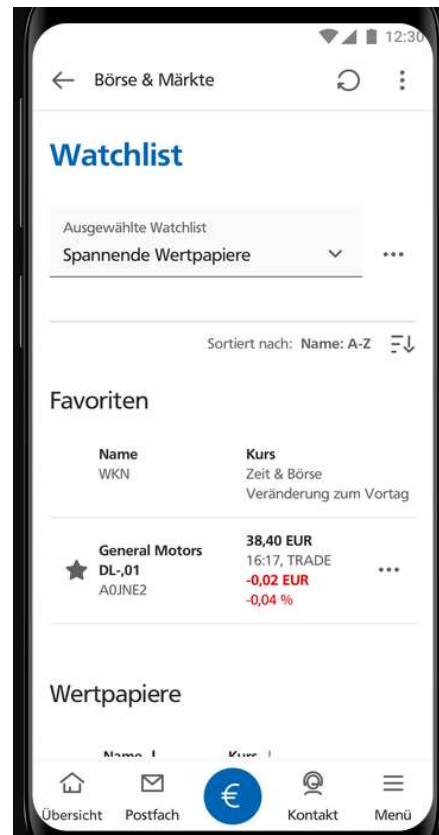 12:30
Börse & Märkte
Watchlist
Ausgewählte Watchlist
Spannende Wertpapiere
Sortiert nach: Name: A-Z
Favoriten
Name Kurs
WKN Zeit & Börse
Veränderung zum Vortag
General Motors 38,40 EUR
DL-,01 16:17, TRADE
A0JNE2 -0,02 EUR
-0,04 %
Wertpapiere
Name Kurs
€
Übersicht Postfach Kontakt Menü